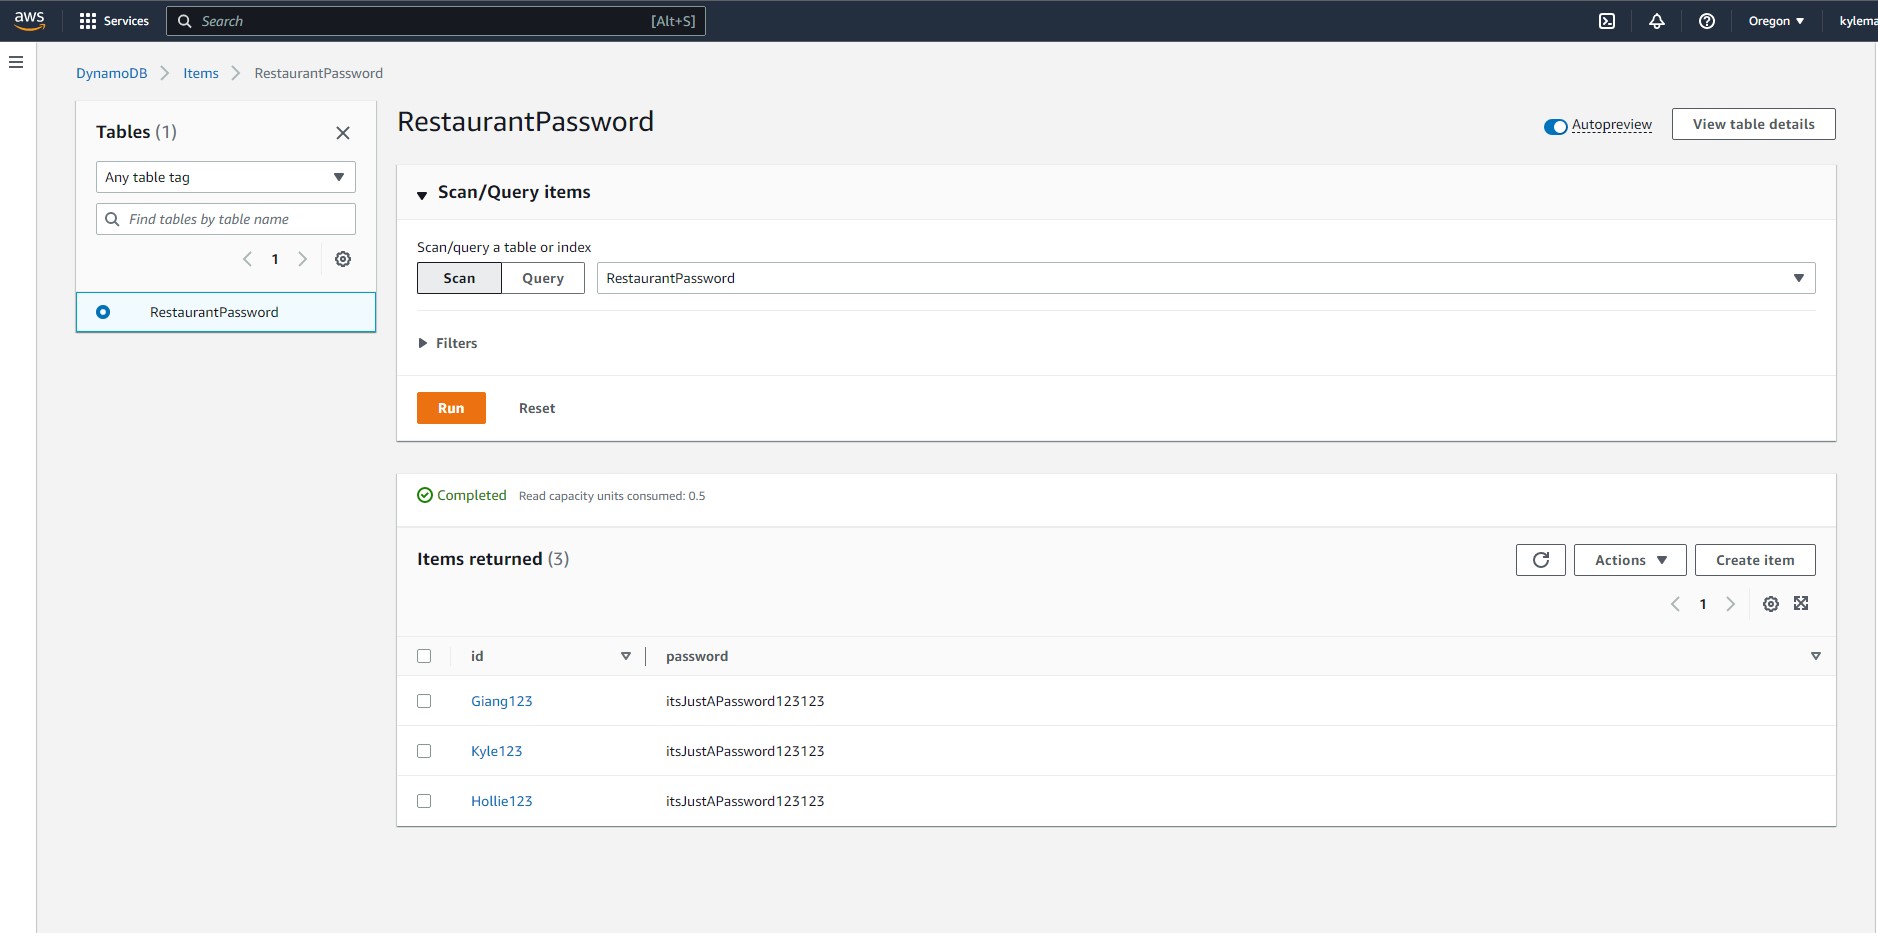 aws
Services
Search [Alt+S]
Oregon
kylema
DynamoDB
Items
RestaurantPassword
Tables (1)
Any table tag
Find tables by table name
1
RestaurantPassword
RestaurantPassword
Autopreview
View table details
Scan/Query items
Scan/query a table or index
Scan
Query
RestaurantPassword
Filters
Run
Reset
Completed
Read capacity units consumed: 0.5
Items returned (3)
Actions
Create item
1
id
password
Giang123 itsJustAPassword123123
Kyle123 itsJustAPassword123123
Hollie123 itsJustAPassword123123